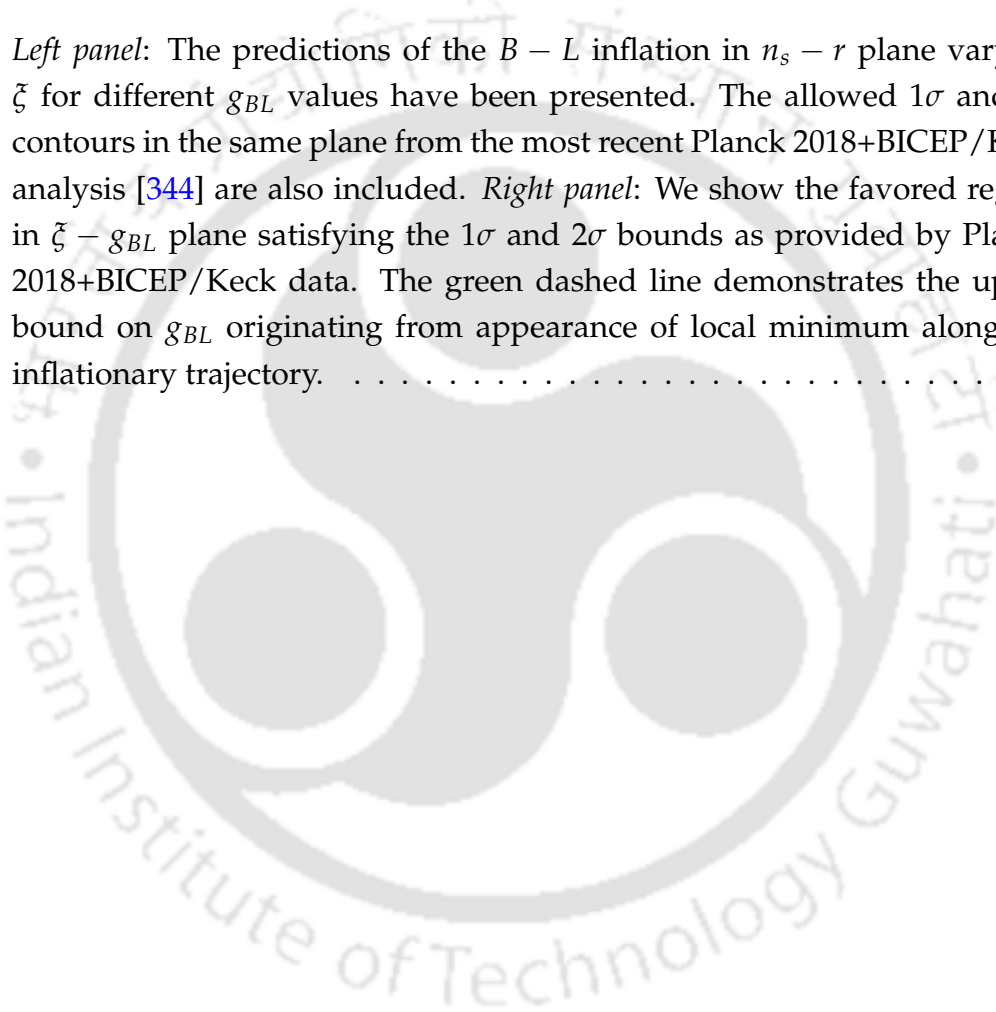 Left panel: The predictions of the B − L inflation in n_s − r plane vary
ξ for different g_BL values have been presented. The allowed 1σ and
contours in the same plane from the most recent Planck 2018+BICEP/K
analysis [344] are also included. Right panel: We show the favored re
in ξ − g_BL plane satisfying the 1σ and 2σ bounds as provided by Pla
2018+BICEP/Keck data. The green dashed line demonstrates the up
bound on g_BL originating from appearance of local minimum along
inflationary trajectory. . . . . . . . . . . . . . . . . . . . . . . . . . . .
Indian Institute of Technology Guwahati